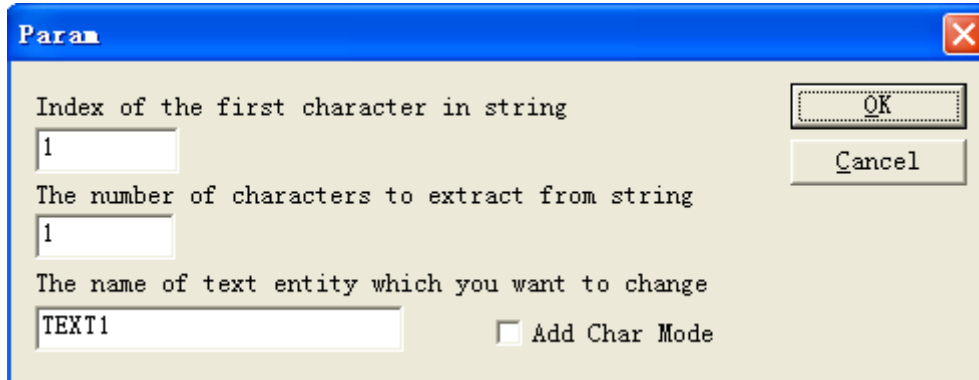 Param
Index of the first character in string
OK
1
Cancel
The number of characters to extract from string
1
The name of text entity which you want to change
TEXT1
Add Char Mode